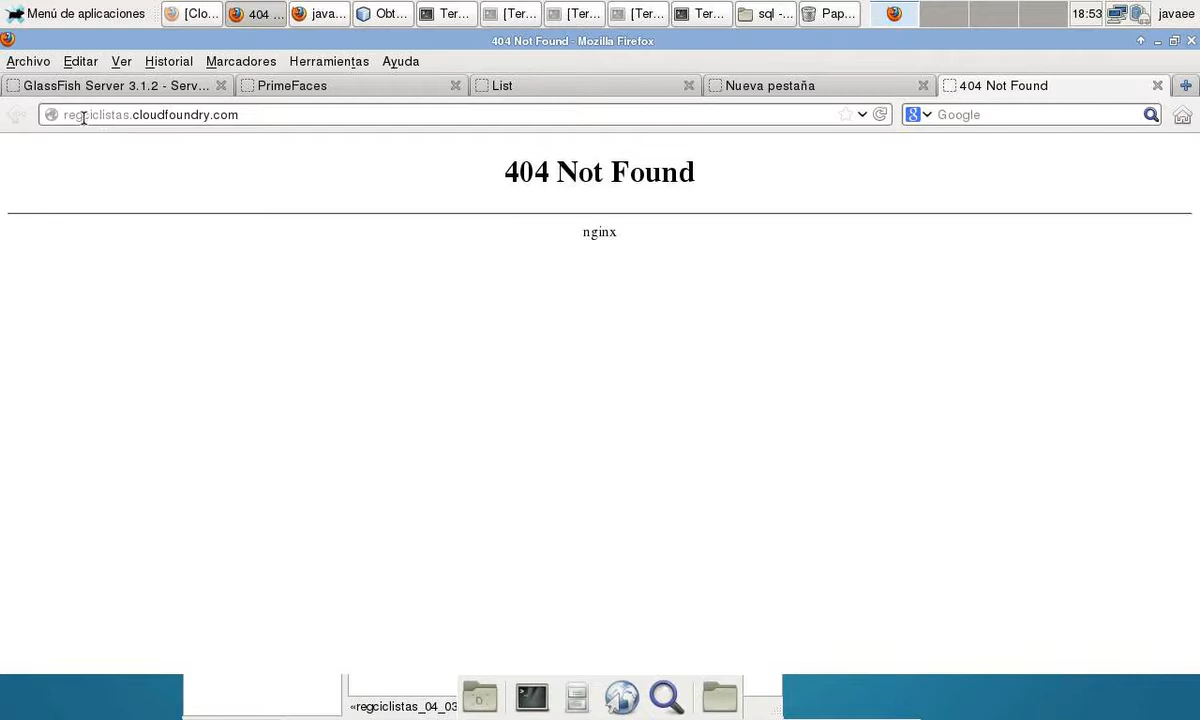 Menú de aplicaciones [Clo... 404 ... java... Obt... Ter... [Ter... [Ter... [Ter... Ter... sql -... Pap... 18:53 javaee
404 Not Found - Mozilla Firefox
Archivo Editar Ver Historial Marcadores Herramientas Ayuda
GlassFish Server 3.1.2 - Serv... PrimeFaces List Nueva pestaña 404 Not Found
regciclistas.cloudfoundry.com 8 Google
404 Not Found
nginx
«regciclistas_04_03